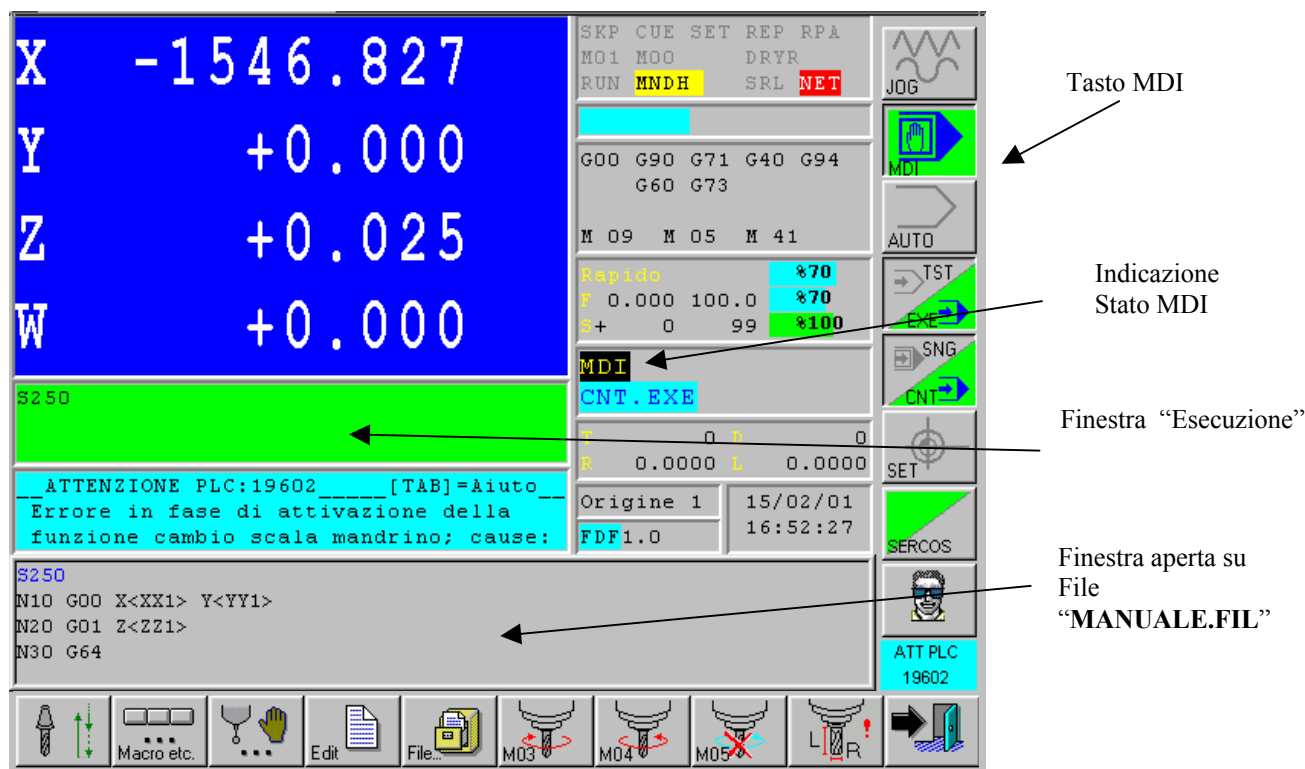 X -1546.827
Y +0.000
Z +0.025
W +0.000
S250
__ATTENZIONE PLC:19602_____[TAB]=Aiuto__
Errore in fase di attivazione della
funzione cambio scala mandrino; cause:
SKP CUE SET REP RPA
M01 M00 DRYR
RUN MNDH SRL NET
G00 G90 G71 G40 G94
G60 G73
M 09 M 05 M 41
Rapido %70
F 0.000 100.0 %70
S+ 0 99 %100
MDI
CNT.EXE
T 0 D 0
R 0.0000 L 0.0000
Origine 1
FDF1.0
15/02/01
16:52:27
S250
N10 G00 X<XX1> Y<YY1>
N20 G01 Z<ZZ1>
N30 G64
JOG
MDI
AUTO
TST
EXE
SNG
CNT
SET
SERCOS
ATT PLC
19602
Macro etc.
...
Edit
File...
M03
M04
M05
L R !
Tasto MDI
Indicazione
Stato MDI
Finestra “Esecuzione”
Finestra aperta su
File
“MANUALE.FIL”